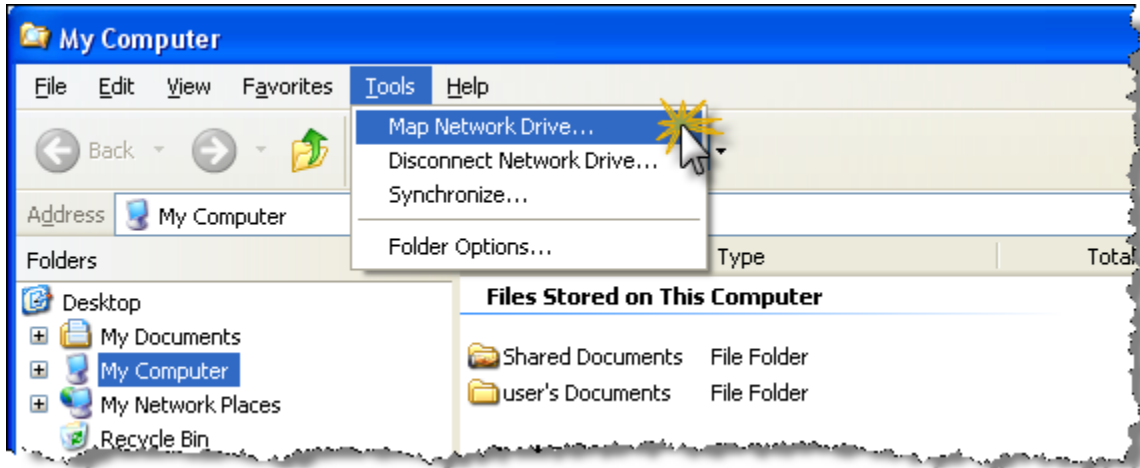 My Computer
File Edit View Favorites Tools Help
Map Network Drive...
Back
Disconnect Network Drive...
Synchronize...
Address My Computer
Folder Options...
Folders Type Total
Desktop
Files Stored on This Computer
My Documents
Shared Documents File Folder
My Computer
user's Documents File Folder
My Network Places
Recycle Bin